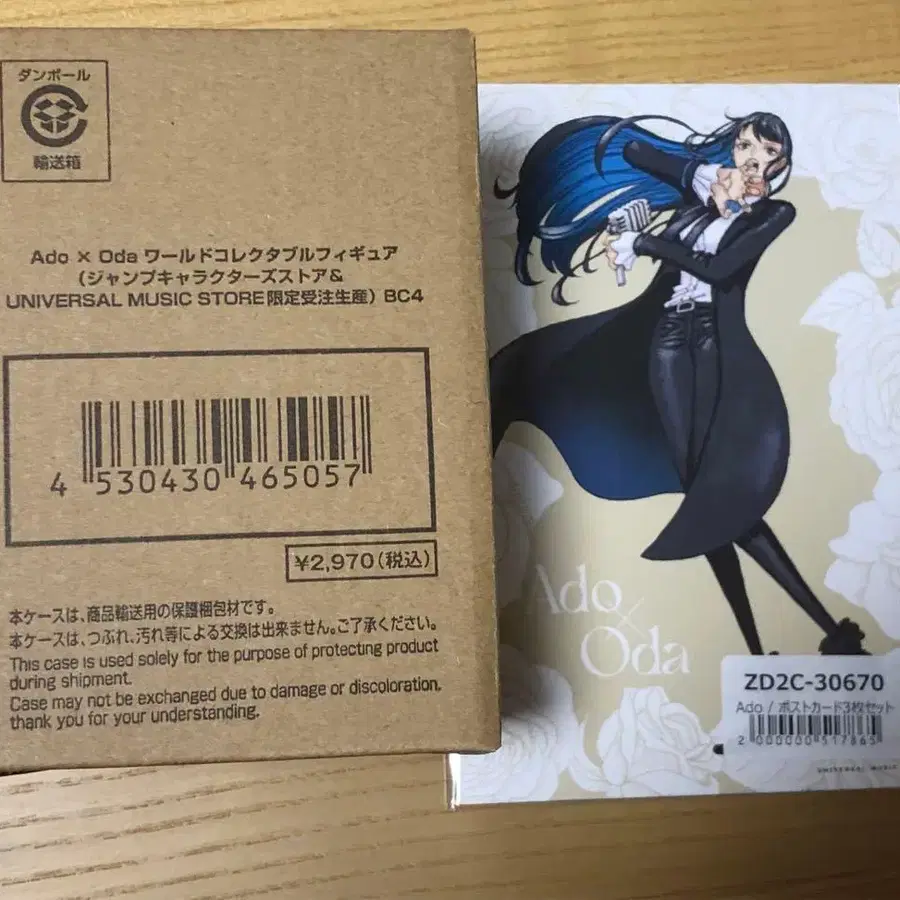 ダンボール
輸送箱
Ado × Oda ワールドコレクタブルフィギュア
(ジャンプキャラクターズストア&
UNIVERSAL MUSIC STORE限定受注生産) BC4
4 530430 465057
¥2,970(税込)
本ケースは、商品輸送用の保護梱包材です。
本ケースは、つぶれ、汚れ等による交換は出来ません。ご了承ください。
This case is used solely for the purpose of protecting product
during shipment.
Case may not be exchanged due to damage or discoloration,
thank you for your understanding.
Ado
×
Oda
ZD2C-30670
Ado / ポストカード3枚セット
2 000000 517865
UNIVERSAL MUSIC